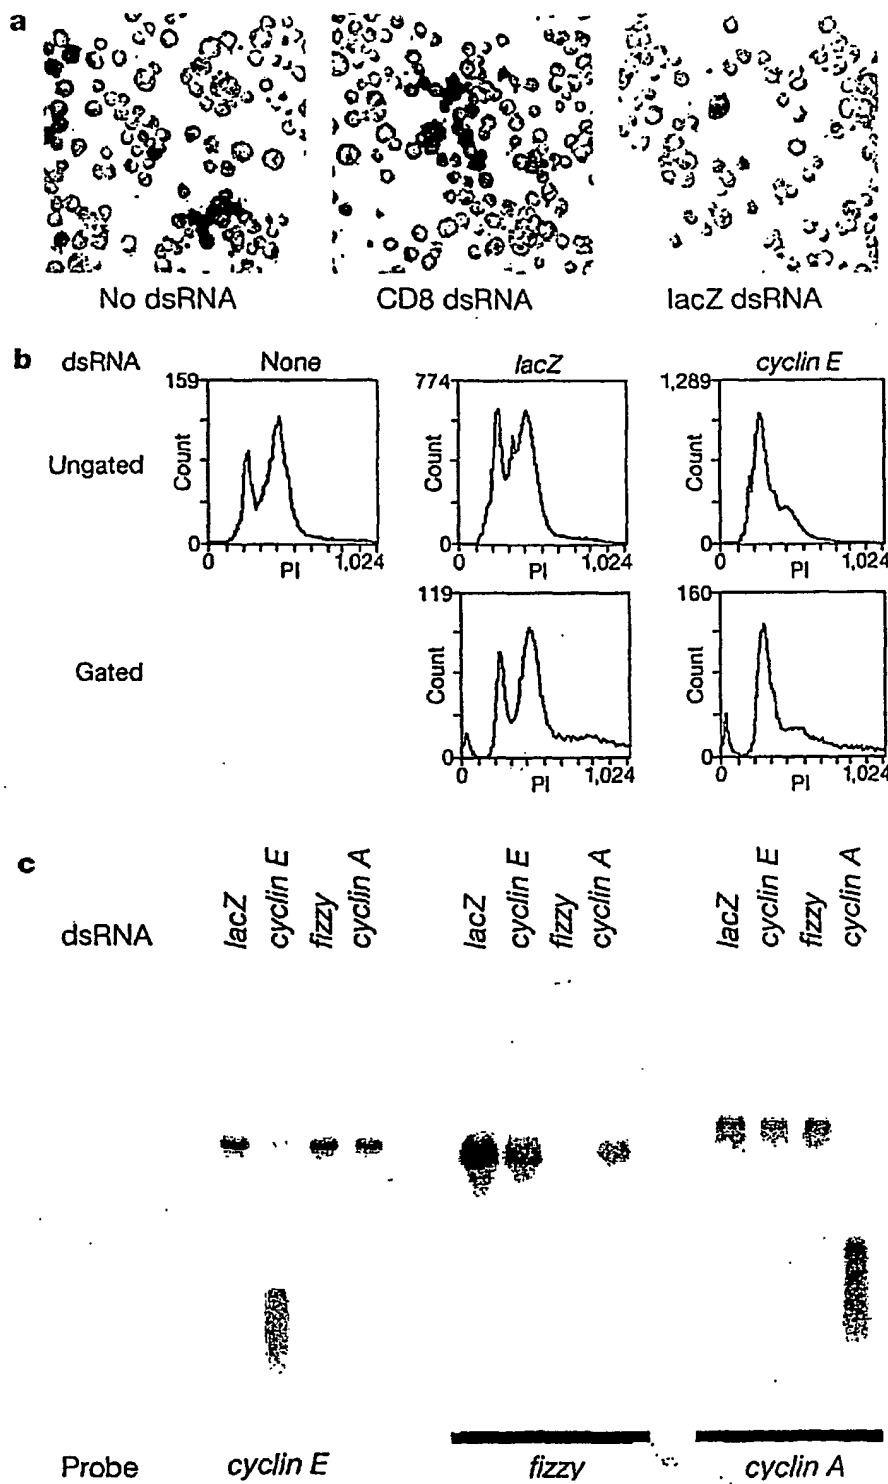 a
No dsRNA CD8 dsRNA lacZ dsRNA
b dsRNA None lacZ cyclin E
159 774 1,289
Ungated Count Count Count
0 0 0
0 1,024 0 1,024 0 1,024
PI PI PI
119 160
Gated Count Count
0 0
0 1,024 0 1,024
PI PI
c
dsRNA lacZ cyclin E fizzy cyclin A lacZ cyclin E fizzy cyclin A lacZ cyclin E fizzy cyclin A
Probe cyclin E fizzy cyclin A